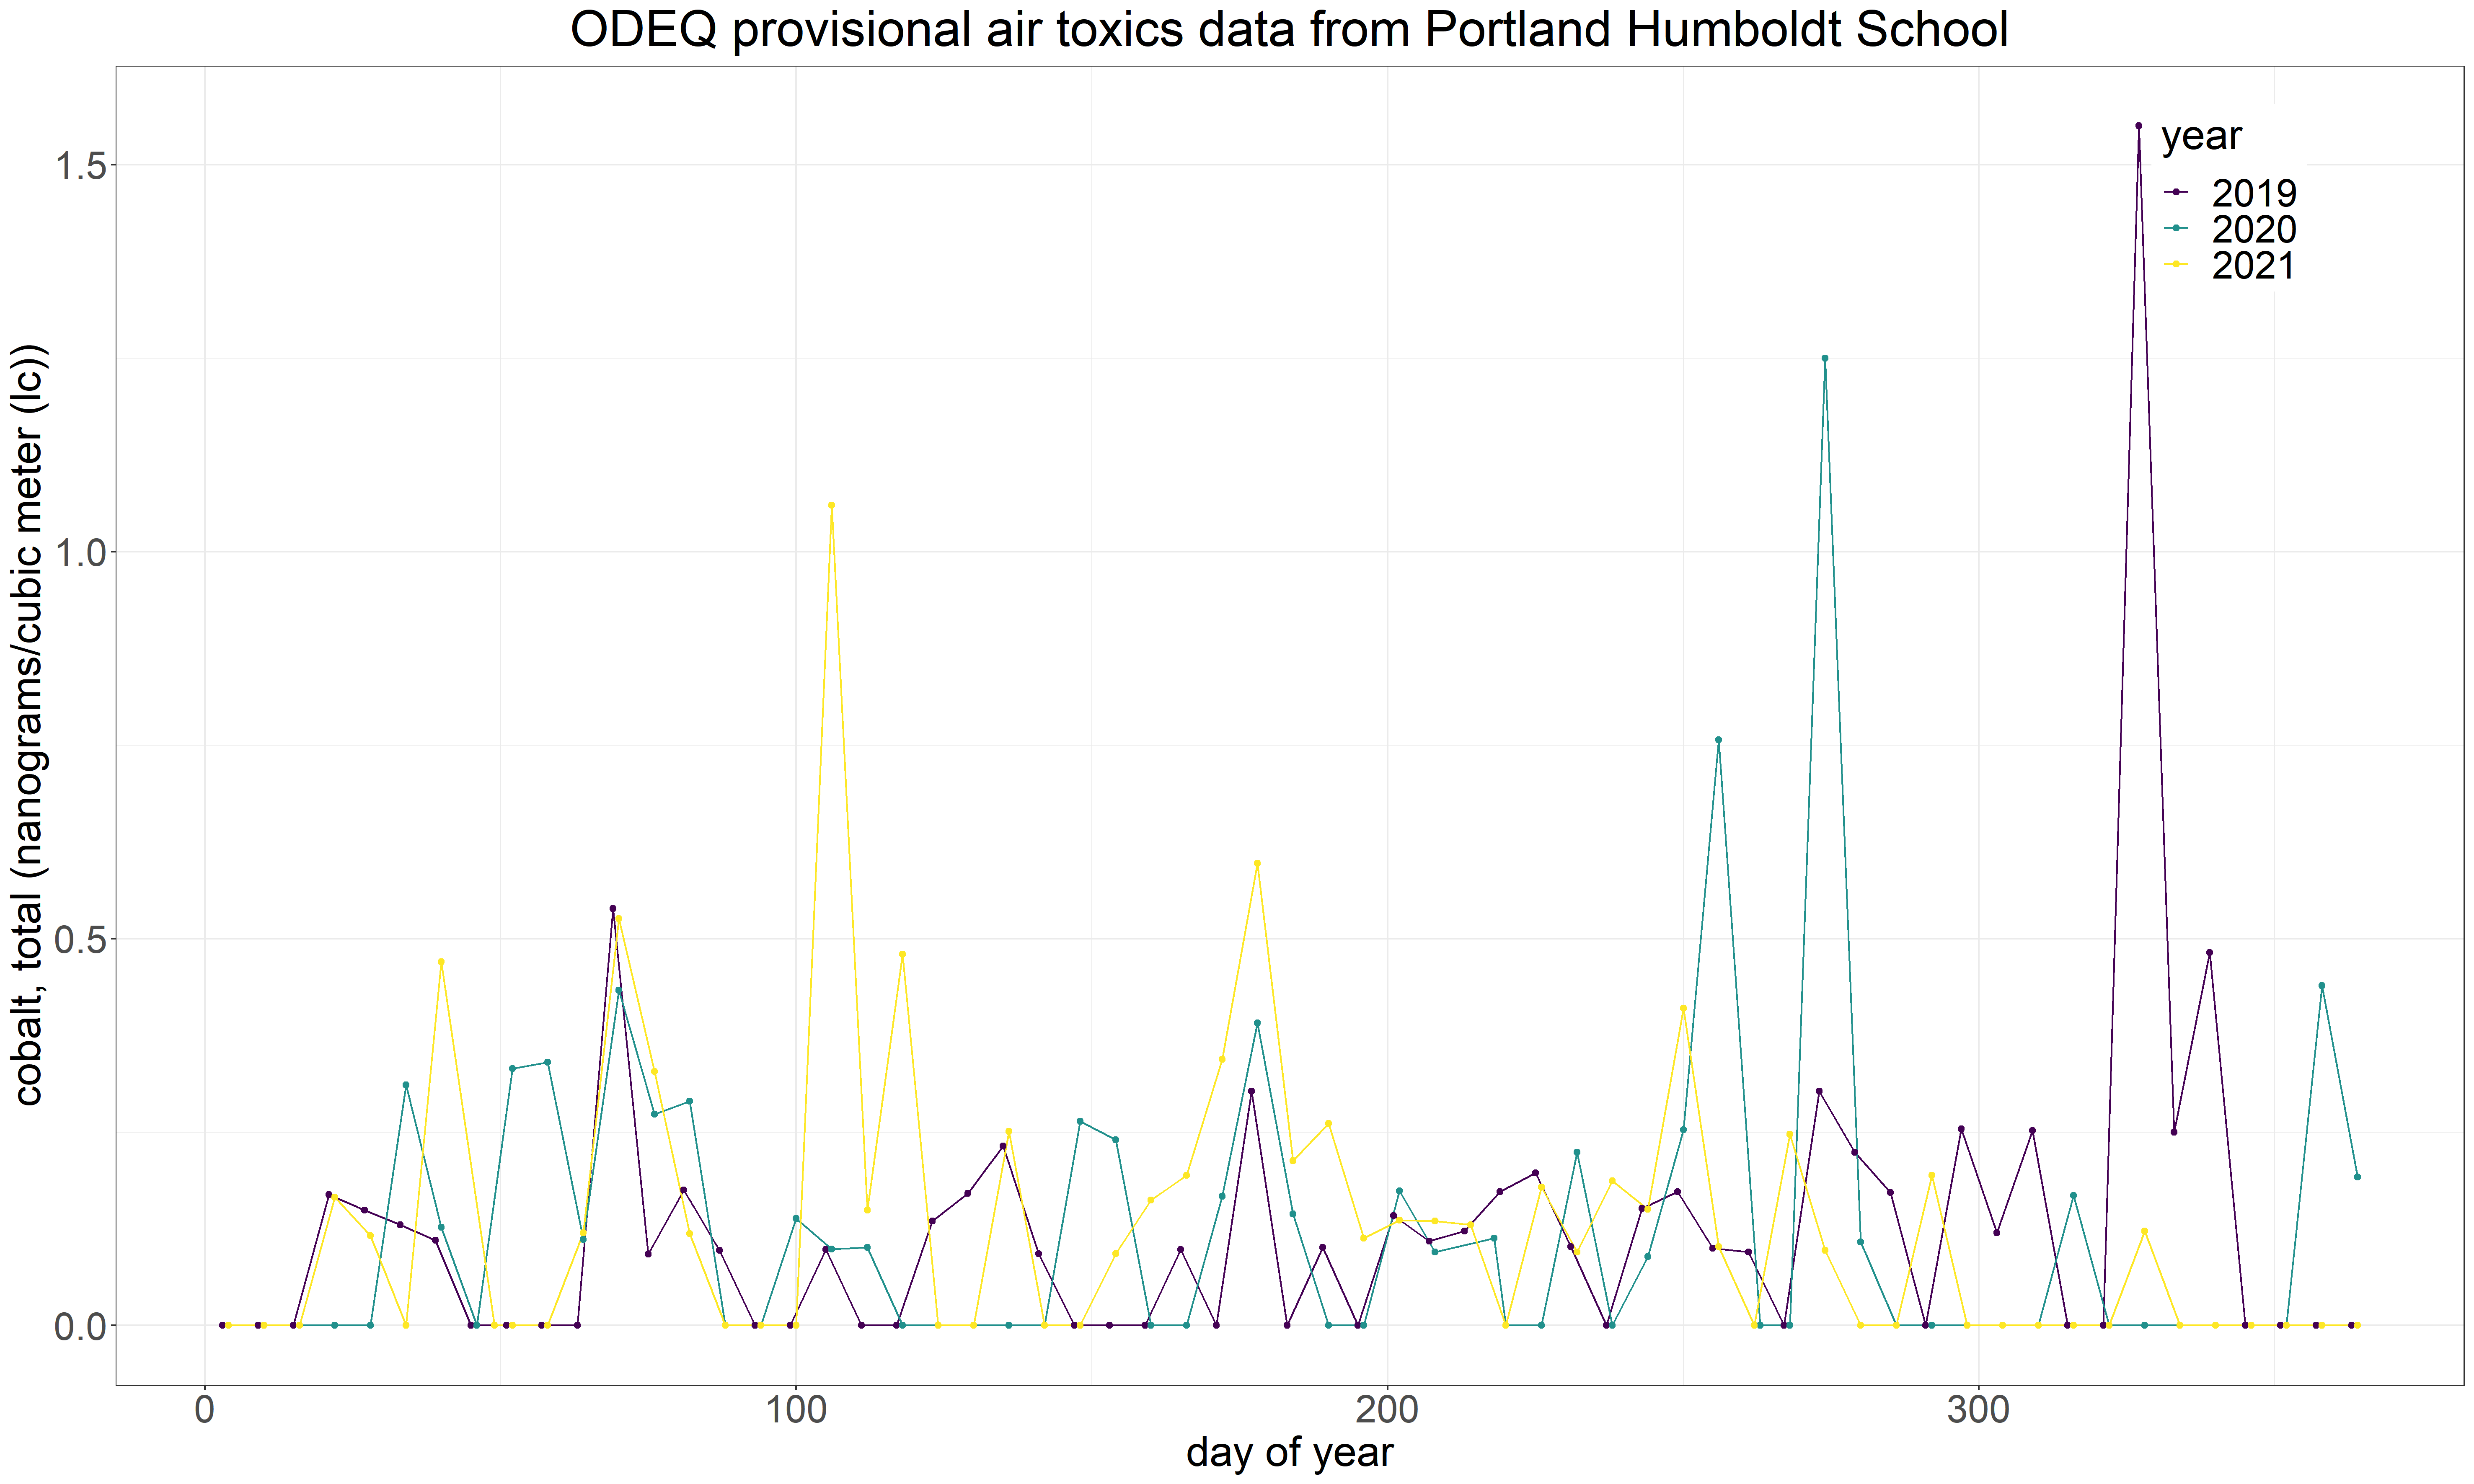 ODEQ provisional air toxics data from Portland Humboldt School
cobalt, total (nanograms/cubic meter (lc))
1.5
1.0
0.5
0.0
year
2019
2020
2021
0 100 200 300
day of year